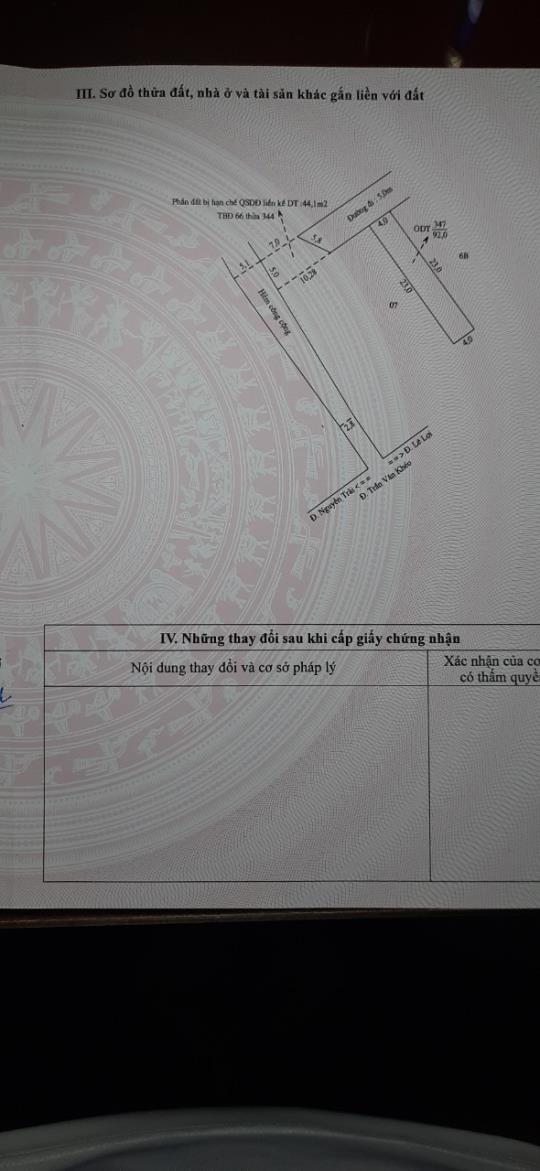 III. Sơ đồ thửa đất, nhà ở và tài sản khác gắn liền với đất
Phần đất bị hạn chế QSDĐ liền kề DT :44,1m2
TBĐ 66 thửa 344
Đường đi : 5.0m
4,0
ODT 347
92,0
6B
7,0
5,8
5,1
5,0
10,28
23,0
23,0
Hẻm công cộng
07
4,0
2,8
= = > Đ. Lê Lợi
Đ. Nguyễn Trãi < = =
Đ. Trần Văn Khéo
IV. Những thay đổi sau khi cấp giấy chứng nhận
Nội dung thay đổi và cơ sở pháp lý
Xác nhận của cơ
có thẩm quyề